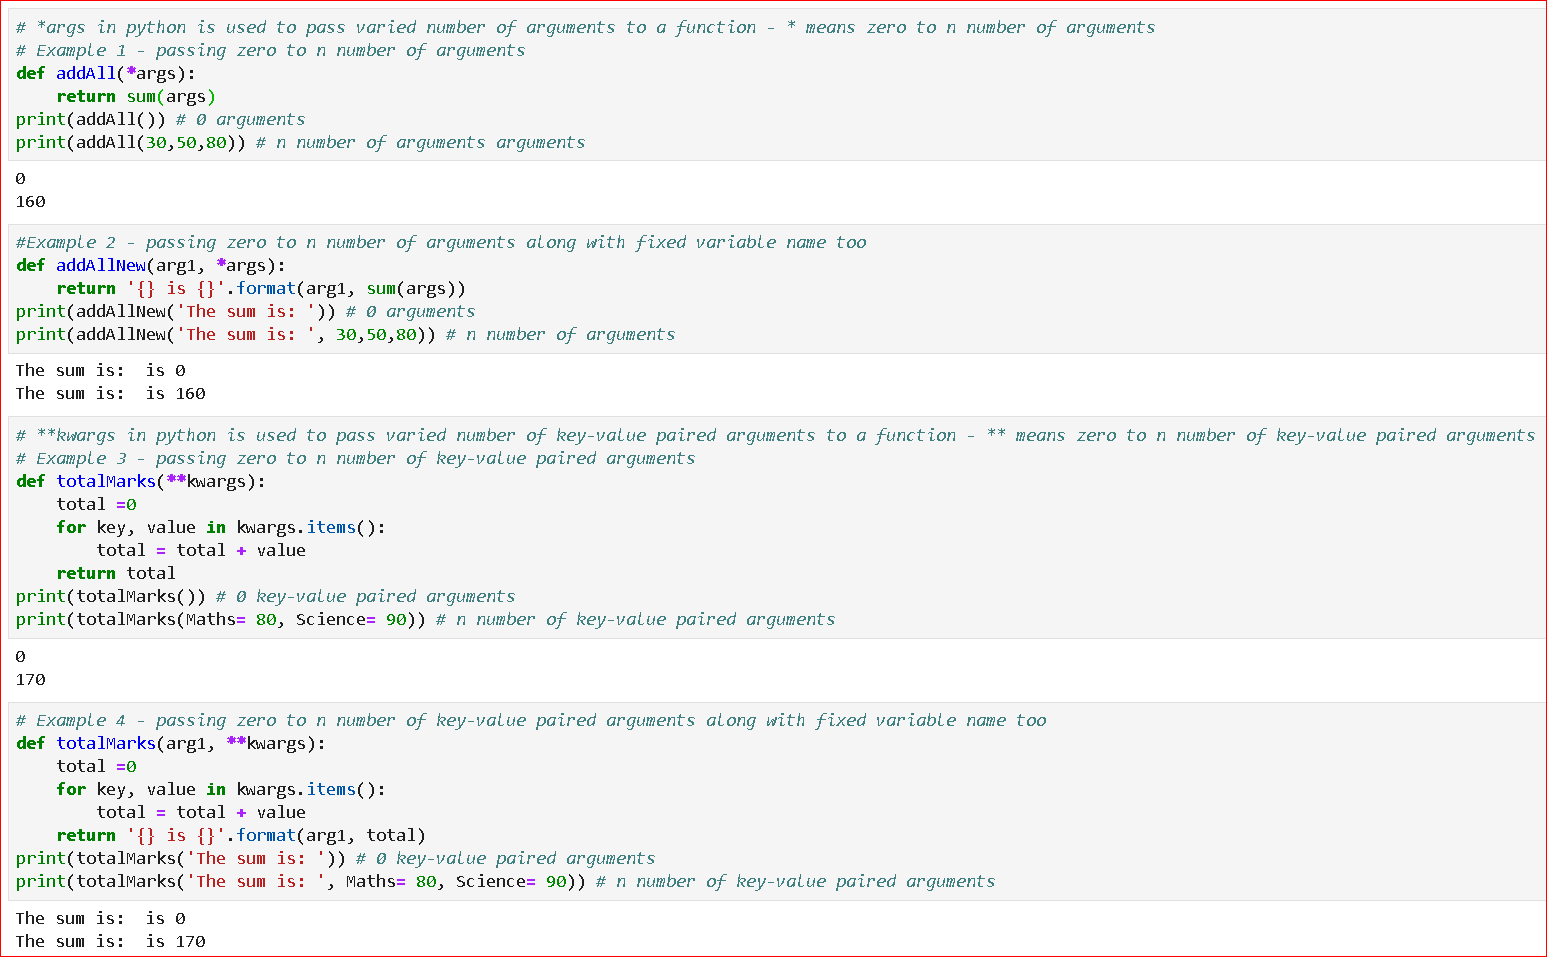 # *args in python is used to pass varied number of arguments to a function - * means zero to n number of arguments
# Example 1 - passing zero to n number of arguments
def addAll(*args):
    return sum(args)
print(addAll()) # 0 arguments
print(addAll(30,50,80)) # n number of arguments arguments
0
160
#Example 2 - passing zero to n number of arguments along with fixed variable name too
def addAllNew(arg1, *args):
    return '{} is {}'.format(arg1, sum(args))
print(addAllNew('The sum is: ')) # 0 arguments
print(addAllNew('The sum is: ', 30,50,80)) # n number of arguments
The sum is:  is 0
The sum is:  is 160
# **kwargs in python is used to pass varied number of key-value paired arguments to a function - ** means zero to n number of key-value paired arguments
# Example 3 - passing zero to n number of key-value paired arguments
def totalMarks(**kwargs):
    total =0
    for key, value in kwargs.items():
        total = total + value
    return total
print(totalMarks()) # 0 key-value paired arguments
print(totalMarks(Maths= 80, Science= 90)) # n number of key-value paired arguments
0
170
# Example 4 - passing zero to n number of key-value paired arguments along with fixed variable name too
def totalMarks(arg1, **kwargs):
    total =0
    for key, value in kwargs.items():
        total = total + value
    return '{} is {}'.format(arg1, total)
print(totalMarks('The sum is: ')) # 0 key-value paired arguments
print(totalMarks('The sum is: ', Maths= 80, Science= 90)) # n number of key-value paired arguments
The sum is:  is 0
The sum is:  is 170